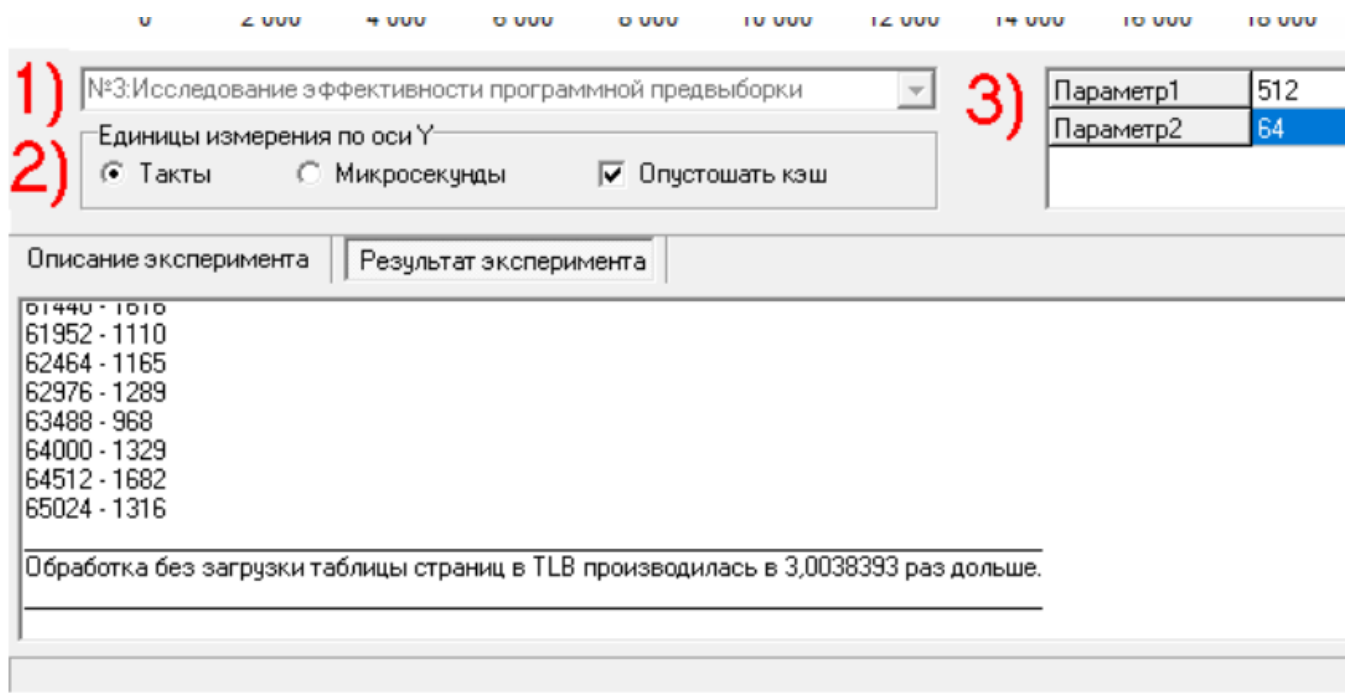 0 2 000 4 000 6 000 8 000 10 000 12 000 14 000 16 000 18 000
1) №3:Исследование эффективности программной предвыборки
3) Параметр1 512
Параметр2 64
2) Единицы измерения по оси Y
Такты Микросекунды Опустошать кэш
Описание эксперимента Результат эксперимента
61440 - 1616
61952 - 1110
62464 - 1165
62976 - 1289
63488 - 968
64000 - 1329
64512 - 1682
65024 - 1316
Обработка без загрузки таблицы страниц в TLB производилась в 3,0038393 раз дольше.